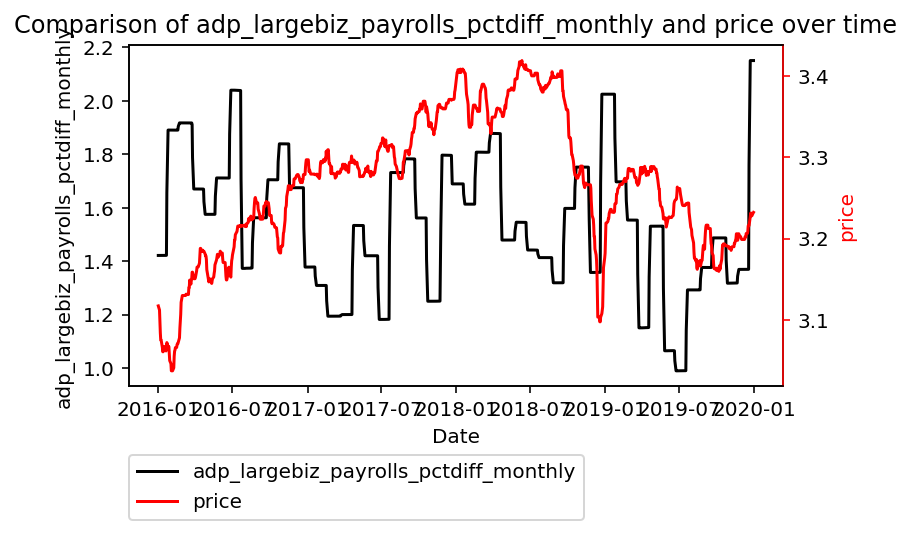 Comparison of adp_largebiz_payrolls_pctdiff_monthly and price over time
adp_largebiz_payrolls_pctdiff_monthly
2.2
2.0
1.8
1.6
1.4
1.2
1.0
3.4
3.3
3.2
3.1
price
2016-01 2016-07 2017-01 2017-07 2018-01 2018-07 2019-01 2019-07 2020-01
Date
adp_largebiz_payrolls_pctdiff_monthly
price